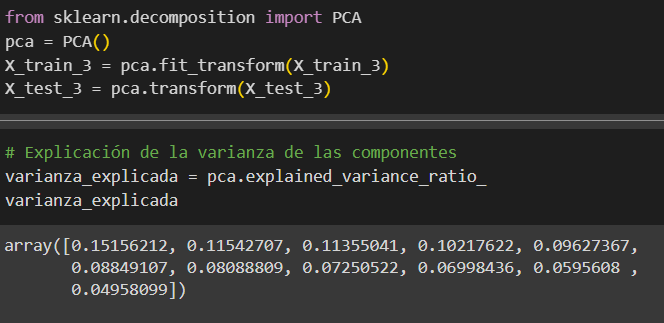 from sklearn.decomposition import PCA
pca = PCA()
X_train_3 = pca.fit_transform(X_train_3)
X_test_3 = pca.transform(X_test_3)
# Explicación de la varianza de las componentes
varianza_explicada = pca.explained_variance_ratio_
varianza_explicada
array([0.15156212, 0.11542707, 0.11355041, 0.10217622, 0.09627367,
0.08849107, 0.08088809, 0.07250522, 0.06998436, 0.0595608 ,
0.04958099])